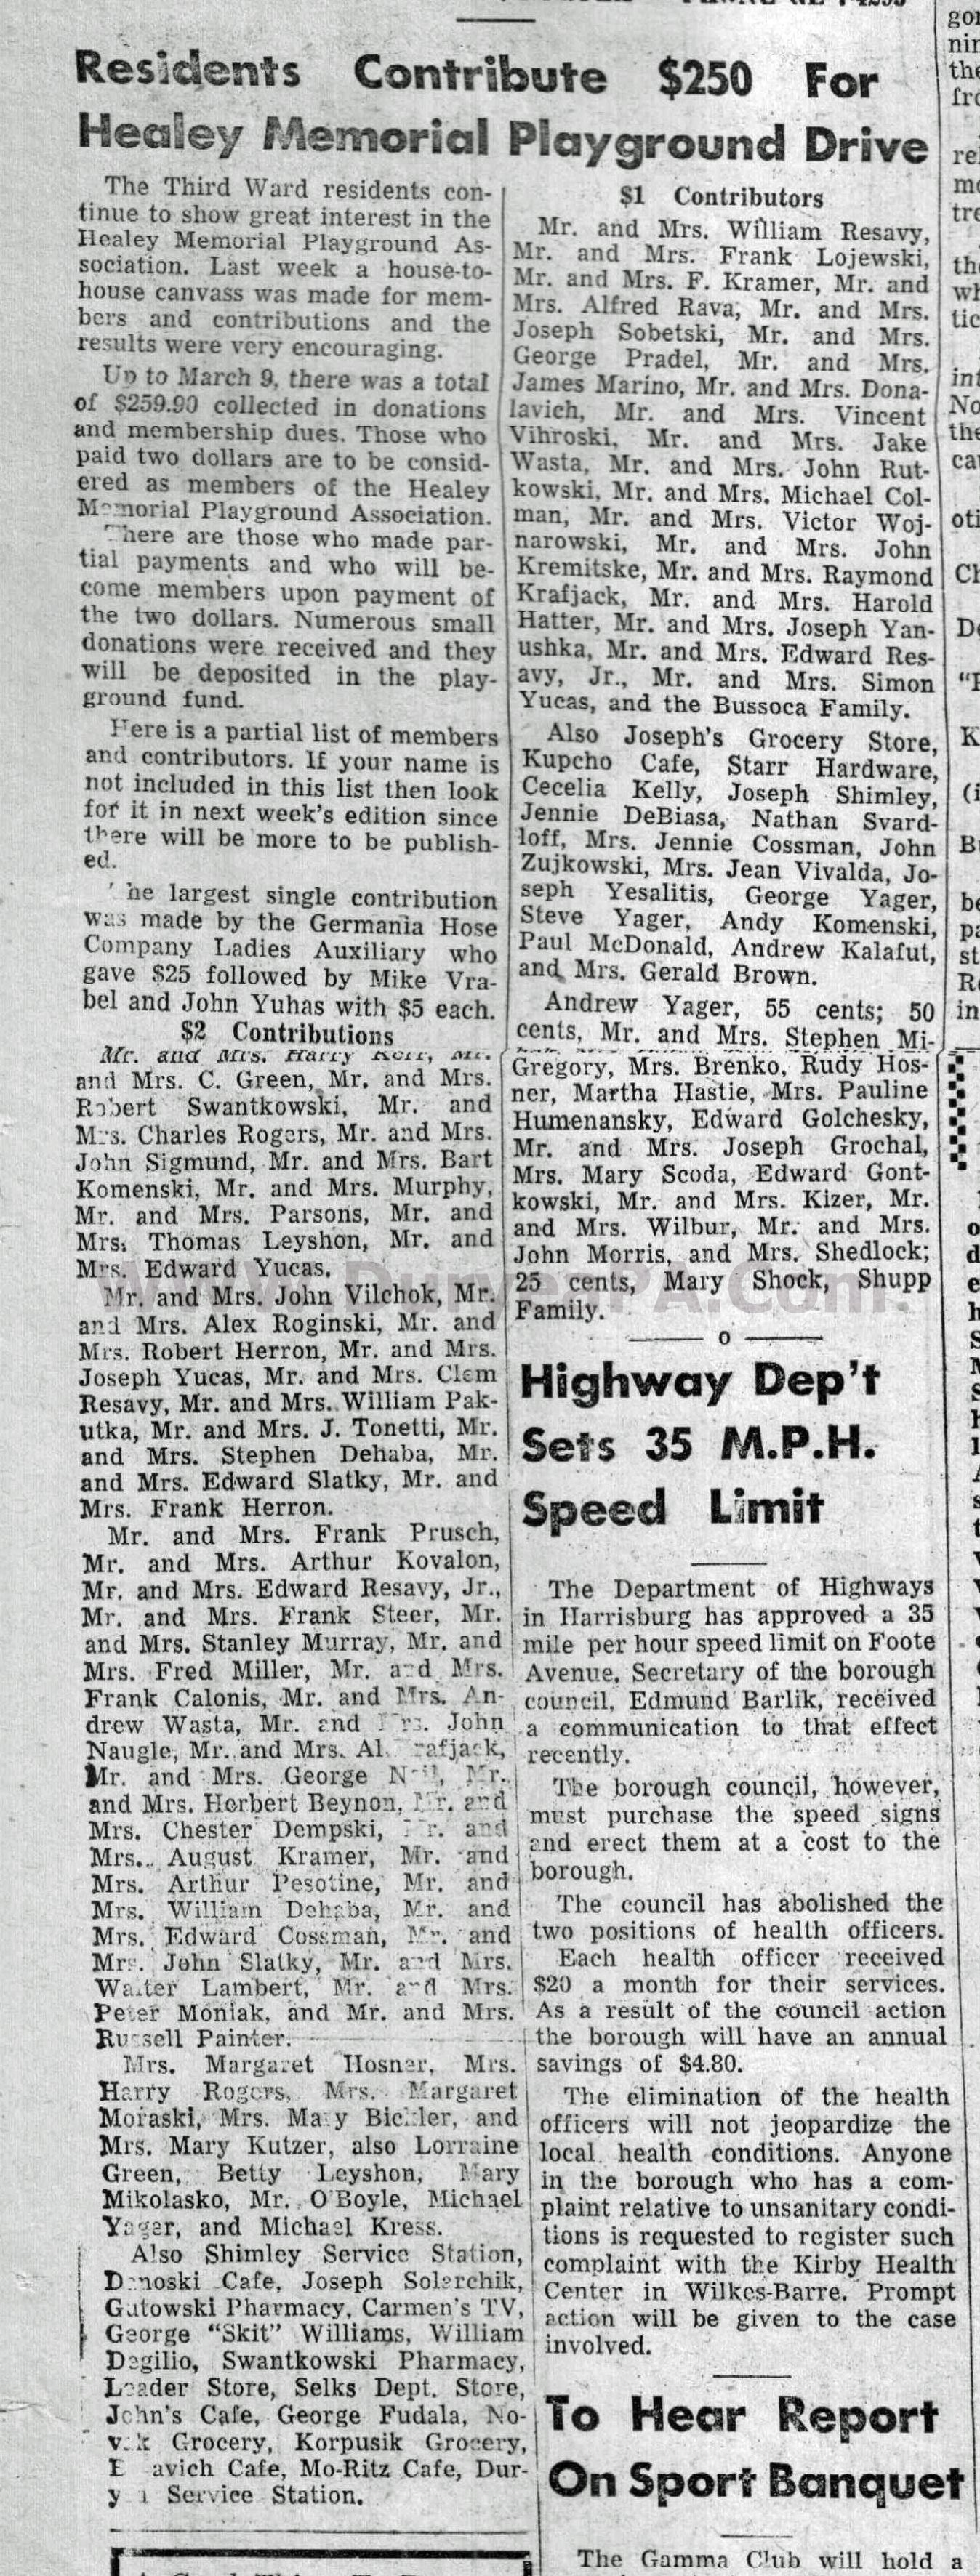 Residents Contribute $250 For
Healey Memorial Playground Drive
The Third Ward residents con-
tinue to show great interest in the
Healey Memorial Playground As-
sociation. Last week a house-to-
house canvass was made for mem-
bers and contributions and the
results were very encouraging.
Up to March 9, there was a total
of $259.90 collected in donations
and membership dues. Those who
paid two dollars are to be consid-
ered as members of the Healey
Memorial Playground Association.
There are those who made par-
tial payments and who will be-
come members upon payment of
the two dollars. Numerous small
donations were received and they
will be deposited in the play-
ground fund.
Here is a partial list of members
and contributors. If your name is
not included in this list then look
for it in next week's edition since
there will be more to be publish-
ed.
The largest single contribution
was made by the Germania Hose
Company Ladies Auxiliary who
gave $25 followed by Mike Vra-
bel and John Yuhas with $5 each.
$2 Contributions
Mr. and Mrs. Harry Kerr, Mr.
and Mrs. C. Green, Mr. and Mrs.
Robert Swantkowski, Mr. and
Mrs. Charles Rogers, Mr. and Mrs.
John Sigmund, Mr. and Mrs. Bart
Komenski, Mr. and Mrs. Murphy,
Mr. and Mrs. Parsons, Mr. and
Mrs. Thomas Leyshon, Mr. and
Mrs. Edward Yucas.
Mr. and Mrs. John Vilchok, Mr.
and Mrs. Alex Roginski, Mr. and
Mrs. Robert Herron, Mr. and Mrs.
Joseph Yucas, Mr. and Mrs. Clem
Resavy, Mr. and Mrs. William Pak-
utka, Mr. and Mrs. J. Tonetti, Mr.
and Mrs. Stephen Dehaba, Mr.
and Mrs. Edward Slatky, Mr. and
Mrs. Frank Herron.
Mr. and Mrs. Frank Prusch,
Mr. and Mrs. Arthur Kovalon,
Mr. and Mrs. Edward Resavy, Jr.,
Mr. and Mrs. Frank Steer, Mr.
and Mrs. Stanley Murray, Mr. and
Mrs. Fred Miller, Mr. and Mrs.
Frank Calonis, Mr. and Mrs. An-
drew Wasta, Mr. and Mrs. John
Naugle, Mr. and Mrs. Al
Mr. and Mrs. George Mr.
and Mrs. Herbert Beynon, Mr. and
Mrs. Chester Dempski, Mr. and
Mrs. August Kramer, Mr. and
Mrs. Arthur Pesotine, Mr. and
Mrs. William Dehaba, Mr. and
Mrs. Edward Cossman, Mr. and
Mrs. John Slatky, Mr. and Mrs.
Walter Lambert, Mr. and Mrs.
Peter Moniak, and Mr. and Mrs.
Russell Painter.
Mrs. Margaret Hosner, Mrs.
Harry Rogers, Mrs. Margaret
Moraski, Mrs. Mary Bickler, and
Mrs. Mary Kutzer, also Lorraine
Green, Betty Leyshon, Mary
Mikolasko, Mr. O'Boyle, Michael
Yager, and Michael Kress.
Also Shimley Service Station,
Cafe, Joseph Solarchik,
Gutowski Pharmacy, Carmen's TV,
George "Skit" Williams, William
Degilio, Swantkowski Pharmacy,
Leader Store, Selks Dept. Store,
John's Cafe, George Fudala, No-
vak Grocery, Korpusik Grocery,
Cafe, Mo-Ritz Cafe, Dur-
yea Service Station.
$1 Contributors
Mr. and Mrs. William Resavy,
Mr. and Mrs. Frank Lojewski,
Mr. and Mrs. F. Kramer, Mr. and
Mrs. Alfred Rava, Mr. and Mrs.
Joseph Sobetski, Mr. and Mrs.
George Pradel, Mr. and Mrs.
James Marino, Mr. and Mrs. Dona-
lavich, Mr. and Mrs. Vincent
Vihroski, Mr. and Mrs. Jake
Wasta, Mr. and Mrs. John Rut-
kowski, Mr. and Mrs. Michael Col-
man, Mr. and Mrs. Victor Woj-
narowski, Mr. and Mrs. John
Kremitske, Mr. and Mrs. Raymond
Krafjack, Mr. and Mrs. Harold
Hatter, Mr. and Mrs. Joseph Yan-
ushka, Mr. and Mrs. Edward Res-
avy, Jr., Mr. and Mrs. Simon
Yucas, and the Bussoca Family.
Also Joseph's Grocery Store,
Kupcho Cafe, Starr Hardware,
Cecelia Kelly, Joseph Shimley,
Jennie DeBiasa, Nathan Svard-
loff, Mrs. Jennie Cossman, John
Zujkowski, Mrs. Jean Vivalda, Jo-
seph Yesalitis, George Yager,
Steve Yager, Andy Komenski,
Paul McDonald, Andrew Kalafut,
and Mrs. Gerald Brown.
Andrew Yager, 55 cents; 50
cents, Mr. and Mrs. Stephen Mi-
Gregory, Mrs. Brenko, Rudy Hos-
ner, Martha Hastie, Mrs. Pauline
Humenansky, Edward Golchesky,
Mr. and Mrs. Joseph Grochal,
Mrs. Mary Scoda, Edward Gont-
kowski, Mr. and Mrs. Kizer, Mr.
and Mrs. Wilbur, Mr. and Mrs.
John Morris, and Mrs. Shedlock;
25 cents, Mary Shock, Shupp
Family.
o
Highway Dep't
Sets 35 M.P.H.
Speed Limit
The Department of Highways
in Harrisburg has approved a 35
mile per hour speed limit on Foote
Avenue. Secretary of the borough
council, Edmund Barlik, received
a communication to that effect
recently.
The borough council, however,
must purchase the speed signs
and erect them at a cost to the
borough.
The council has abolished the
two positions of health officers.
Each health officer received
$20 a month for their services.
As a result of the council action
the borough will have an annual
savings of $4.80.
The elimination of the health
officers will not jeopardize the
local health conditions. Anyone
in the borough who has a com-
plaint relative to unsanitary condi-
tions is requested to register such
complaint with the Kirby Health
Center in Wilkes-Barre. Prompt
action will be given to the case
involved.
To Hear Report
On Sport Banquet
The Gamma Club will hold a